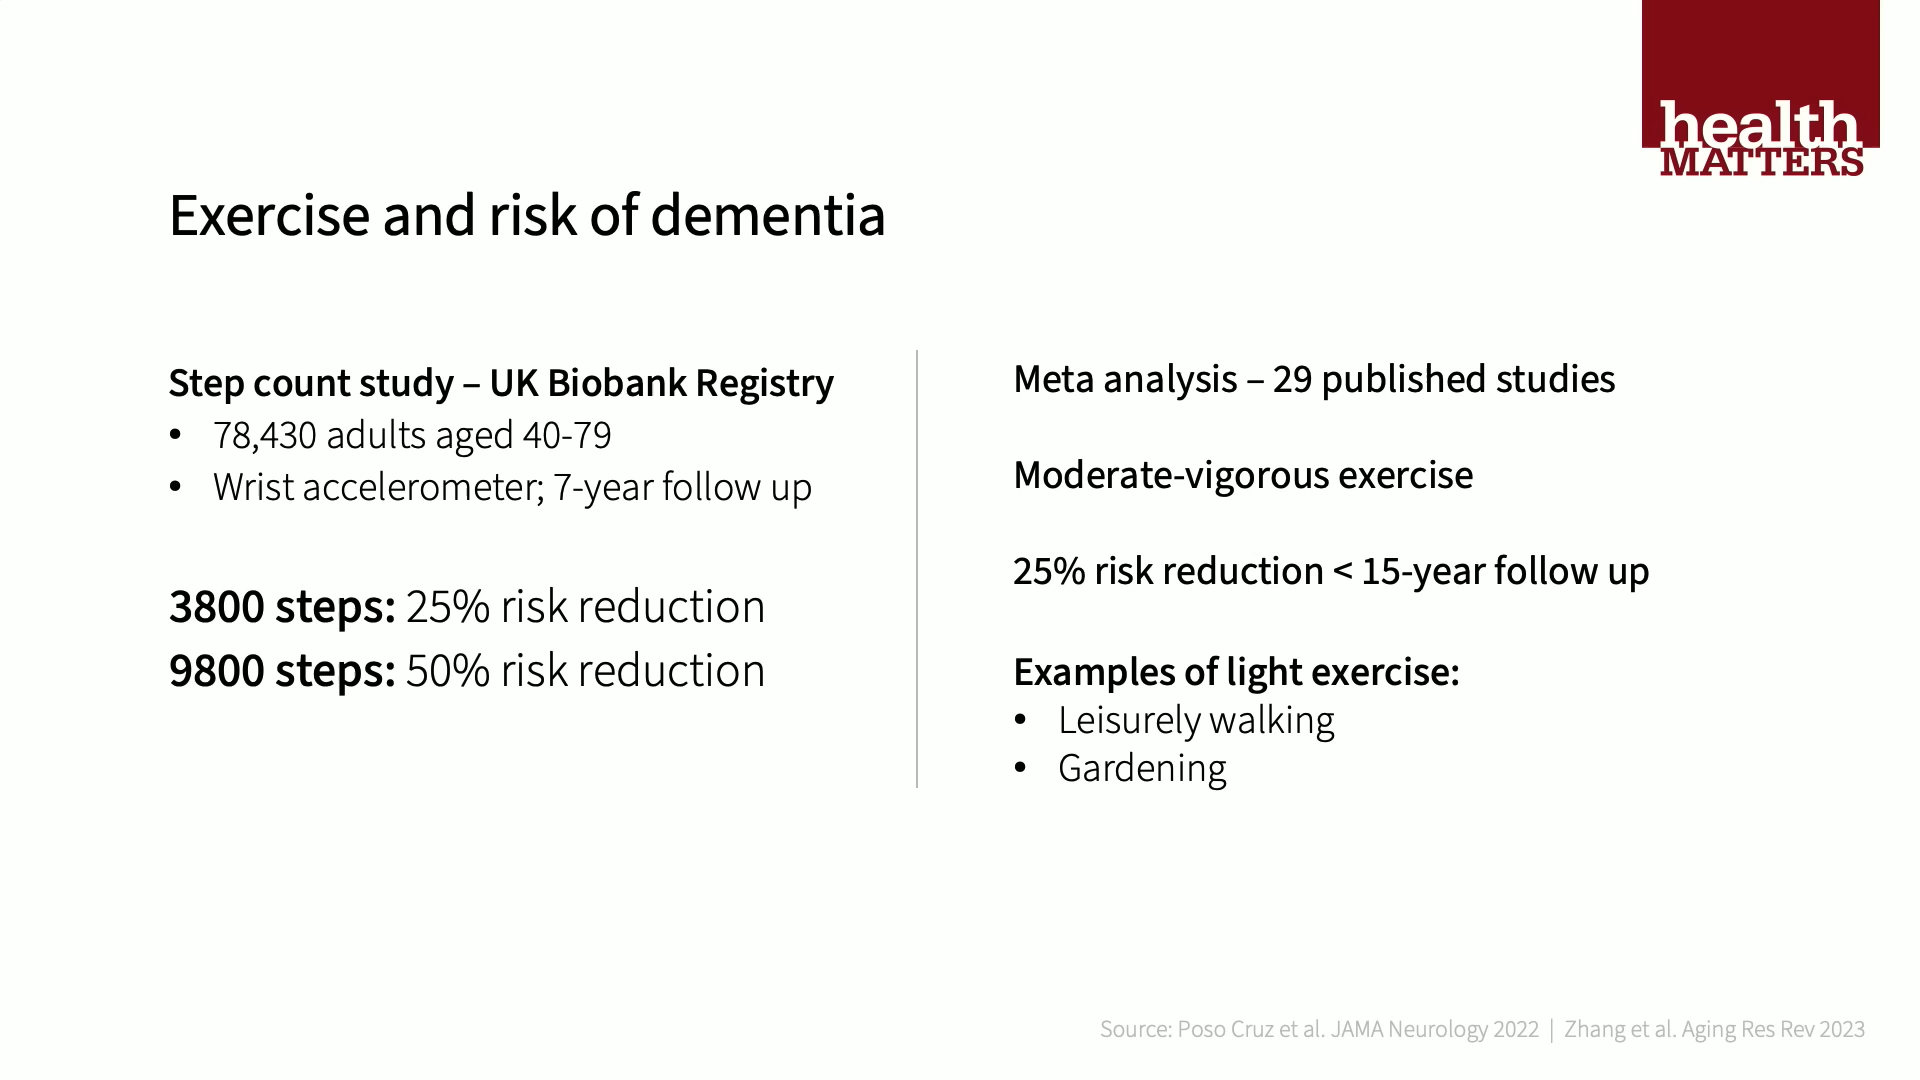 health
MATTERS
Exercise and risk of dementia
Step count study – UK Biobank Registry
• 78,430 adults aged 40-79
• Wrist accelerometer; 7-year follow up
3800 steps: 25% risk reduction
9800 steps: 50% risk reduction
Meta analysis – 29 published studies
Moderate-vigorous exercise
25% risk reduction < 15-year follow up
Examples of light exercise:
• Leisurely walking
• Gardening
Source: Poso Cruz et al. JAMA Neurology 2022 | Zhang et al. Aging Res Rev 2023